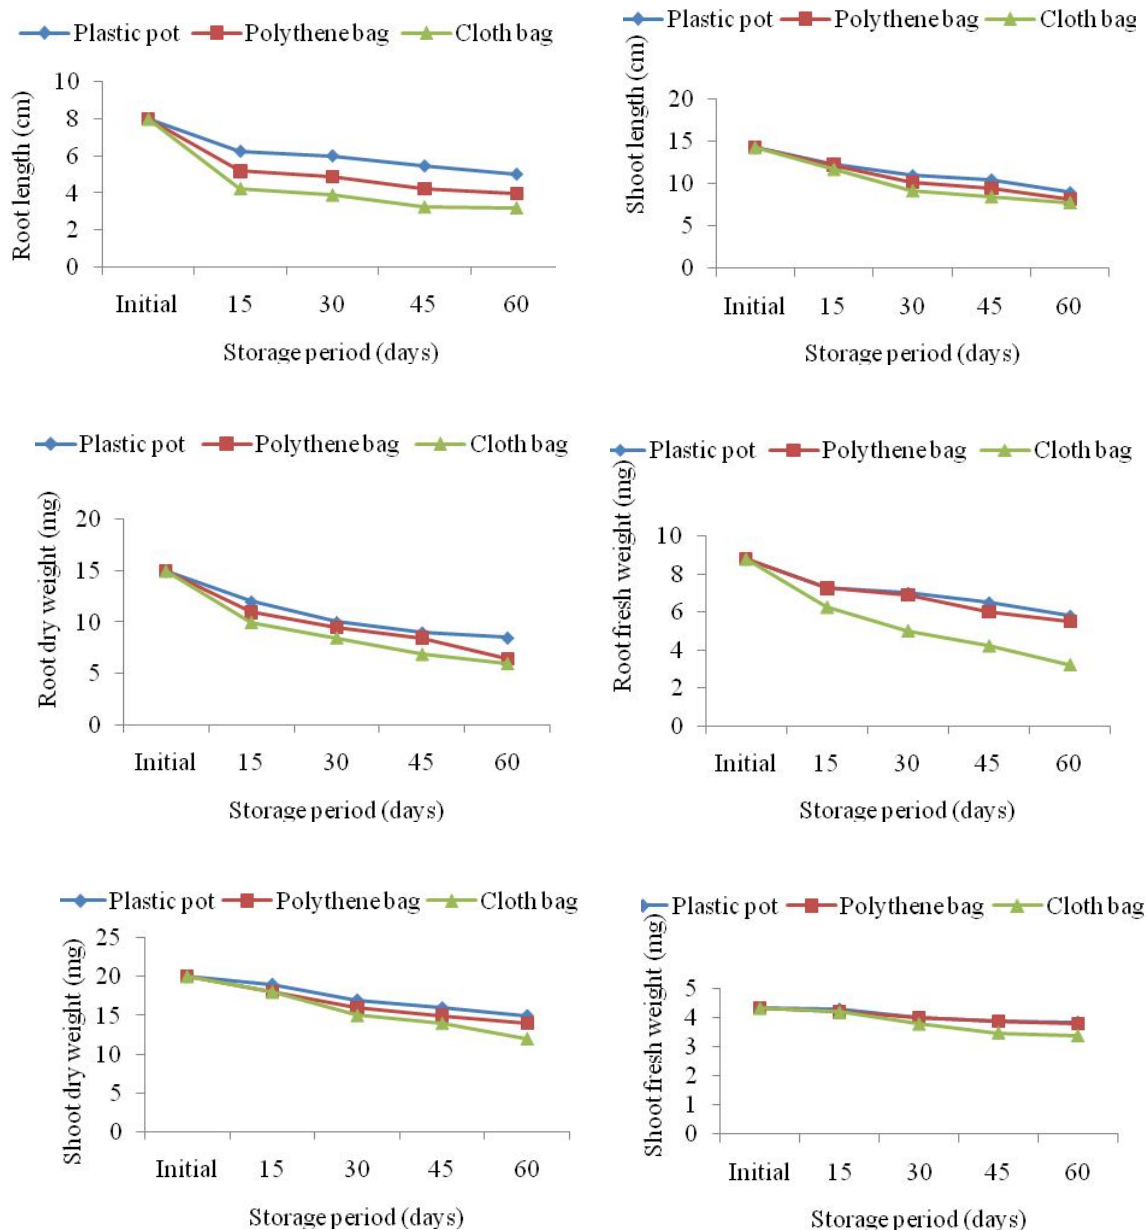 Plastic pot Polythene bag Cloth bag
Root length (cm)
10
8
6
4
2
0
Initial 15 30 45 60
Storage period (days)
Plastic pot Polythene bag Cloth bag
Shoot length (cm)
20
15
10
5
0
Initial 15 30 45 60
Storage period (days)
Plastic pot Polythene bag Cloth bag
Root dry weight (mg)
20
15
10
5
0
Initial 15 30 45 60
Storage period (days)
Plastic pot Polythene bag Cloth bag
Root fresh weight (mg)
10
8
6
4
2
0
Initial 15 30 45 60
Storage period (days)
Plastic pot Polythene bag Cloth bag
Shoot dry weight (mg)
25
20
15
10
5
0
Initial 15 30 45 60
Storage period (days)
Plastic pot Polythene bag Cloth bag
Shoot fresh weight (mg)
5
4
3
2
1
0
Initial 15 30 45 60
Storage period (days)